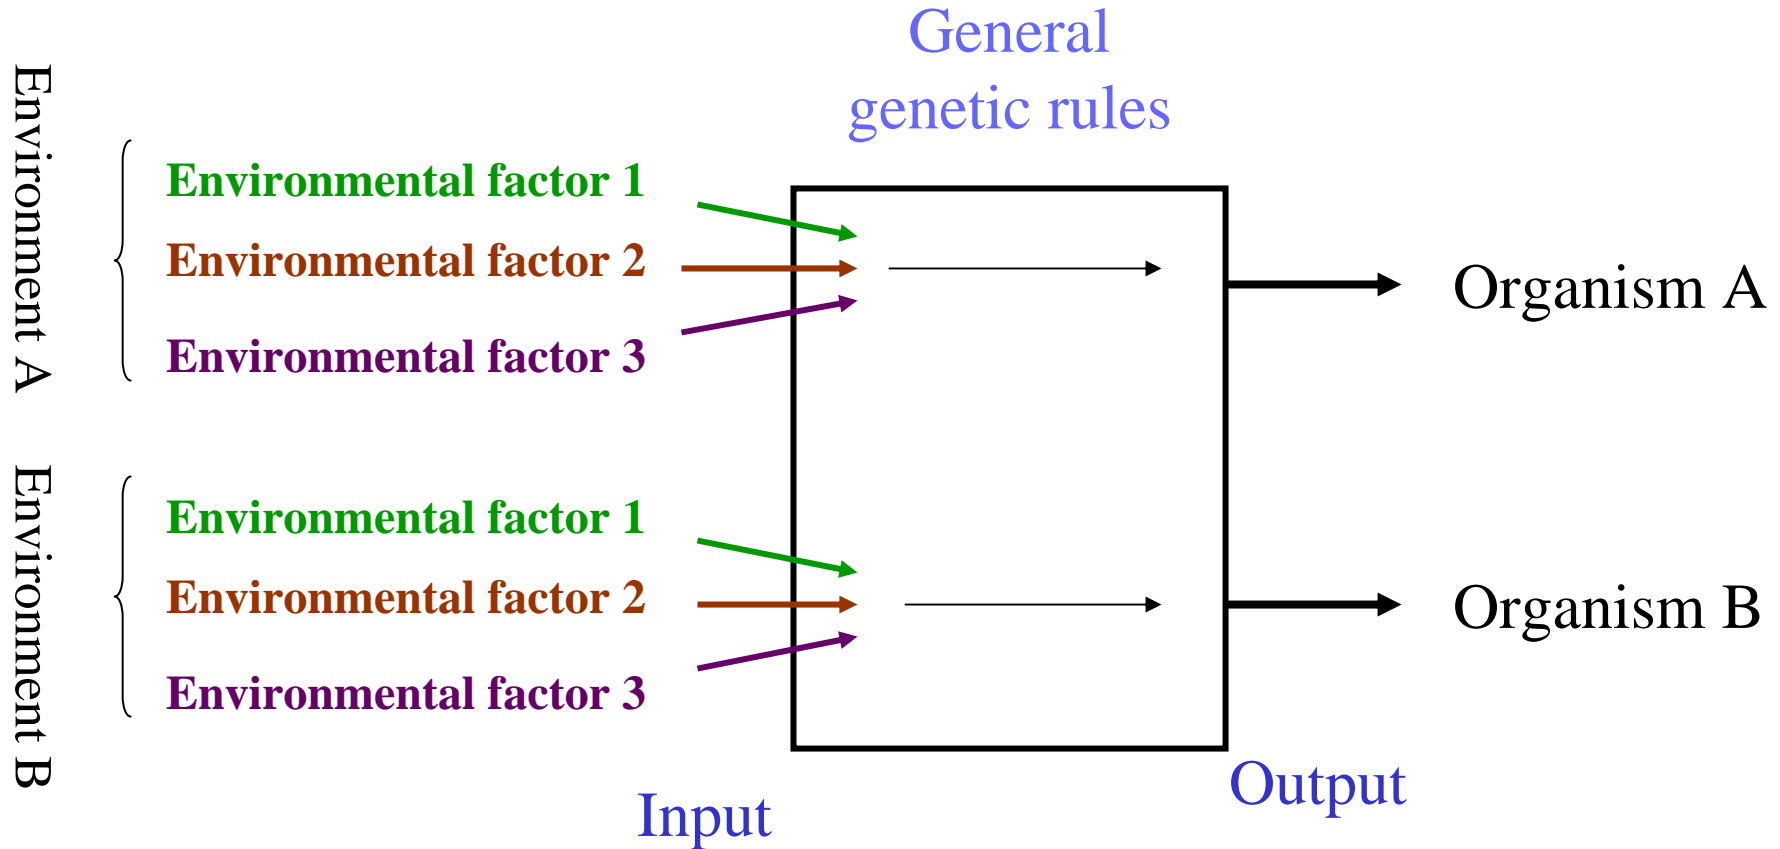 General
genetic rules
Environment A
Environmental factor 1
Environmental factor 2
Environmental factor 3
Organism A
Environment B
Environmental factor 1
Environmental factor 2
Environmental factor 3
Organism B
Input
Output